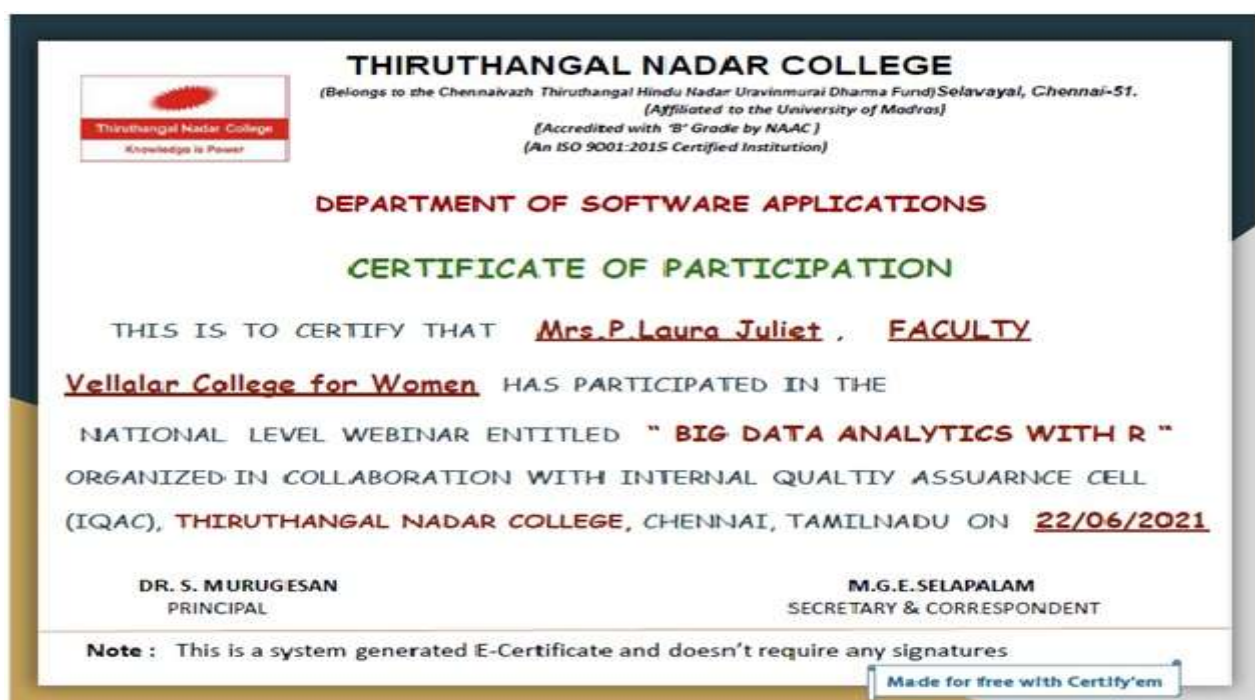 THIRUTHANGAL NADAR COLLEGE
(Belongs to the Chennaivazh Thiruthangal Hindu Nadar Uravinmurai Dharma Fund)Selavayal, Chennai-51.
(Affiliated to the University of Madras)
(Accredited with 'B' Grade by NAAC )
(An ISO 9001:2015 Certified Institution)
Thiruthangal Nadar College
Knowledge is Power
DEPARTMENT OF SOFTWARE APPLICATIONS
CERTIFICATE OF PARTICIPATION
THIS IS TO CERTIFY THAT Mrs.P.Laura Juliet , FACULTY
Vellalar College for Women HAS PARTICIPATED IN THE
NATIONAL LEVEL WEBINAR ENTITLED " BIG DATA ANALYTICS WITH R "
ORGANIZED IN COLLABORATION WITH INTERNAL QUALTIY ASSUARNCE CELL
(IQAC), THIRUTHANGAL NADAR COLLEGE, CHENNAI, TAMILNADU ON 22/06/2021
DR. S. MURUGESAN M.G.E.SELAPALAM
PRINCIPAL SECRETARY & CORRESPONDENT
Note : This is a system generated E-Certificate and doesn't require any signatures
Made for free with Certify'em